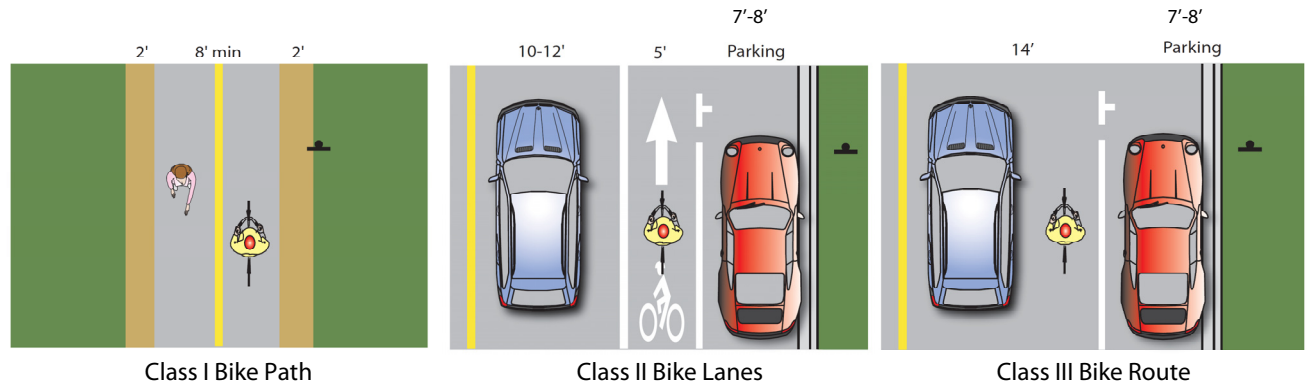 2' 8' min 2'
Class I Bike Path
7’-8’
10-12' 5' Parking
Class II Bike Lanes
7’-8’
14’ Parking
Class III Bike Route